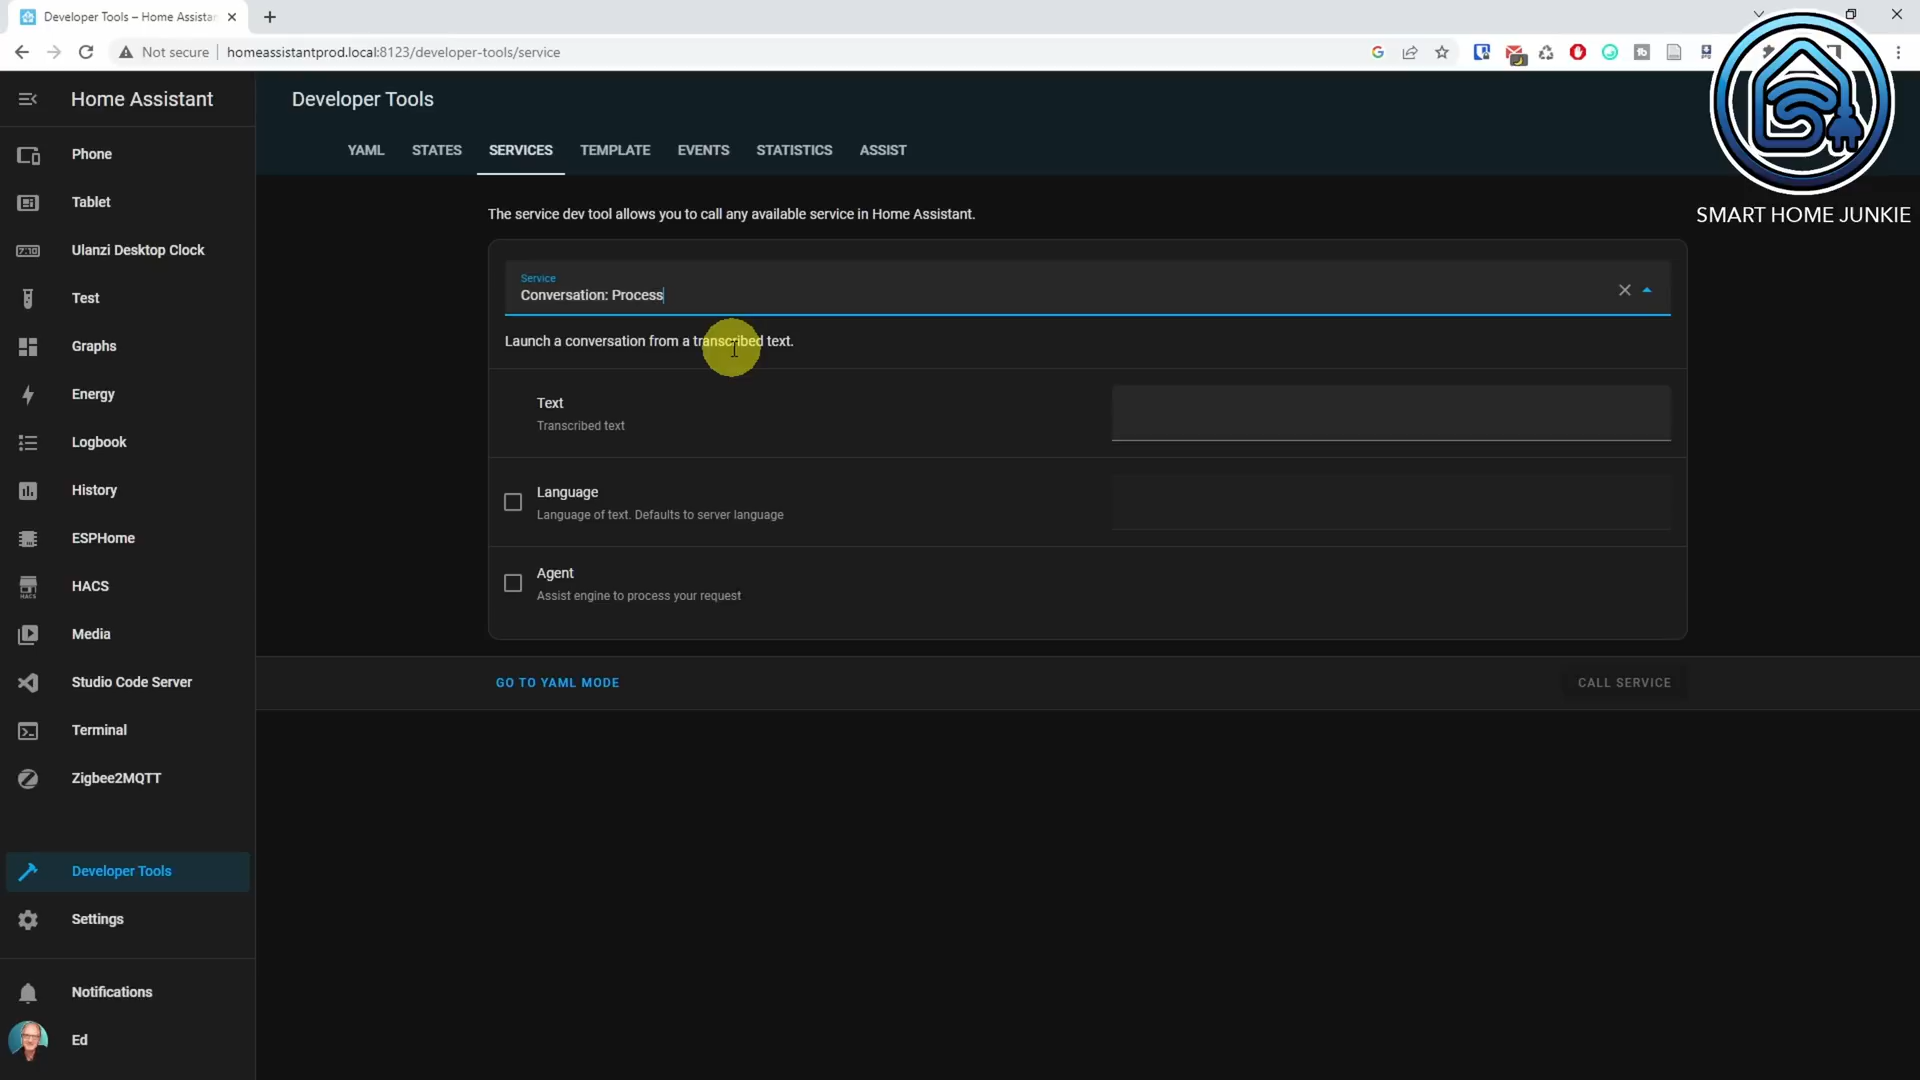 Developer Tools – Home Assistan
Not secure
homeassistantprod.local:8123/developer-tools/service
Home Assistant
Developer Tools
SMART HOME JUNKIE
YAML
STATES
SERVICES
TEMPLATE
EVENTS
STATISTICS
ASSIST
Phone
Tablet
Ulanzi Desktop Clock
Test
Graphs
Energy
Logbook
History
ESPHome
HACS
Media
Studio Code Server
Terminal
Zigbee2MQTT
Developer Tools
Settings
Notifications
Ed
The service dev tool allows you to call any available service in Home Assistant.
Service
Conversation: Process
Launch a conversation from a transcribed text.
Text
Transcribed text
Language
Language of text. Defaults to server language
Agent
Assist engine to process your request
GO TO YAML MODE
CALL SERVICE